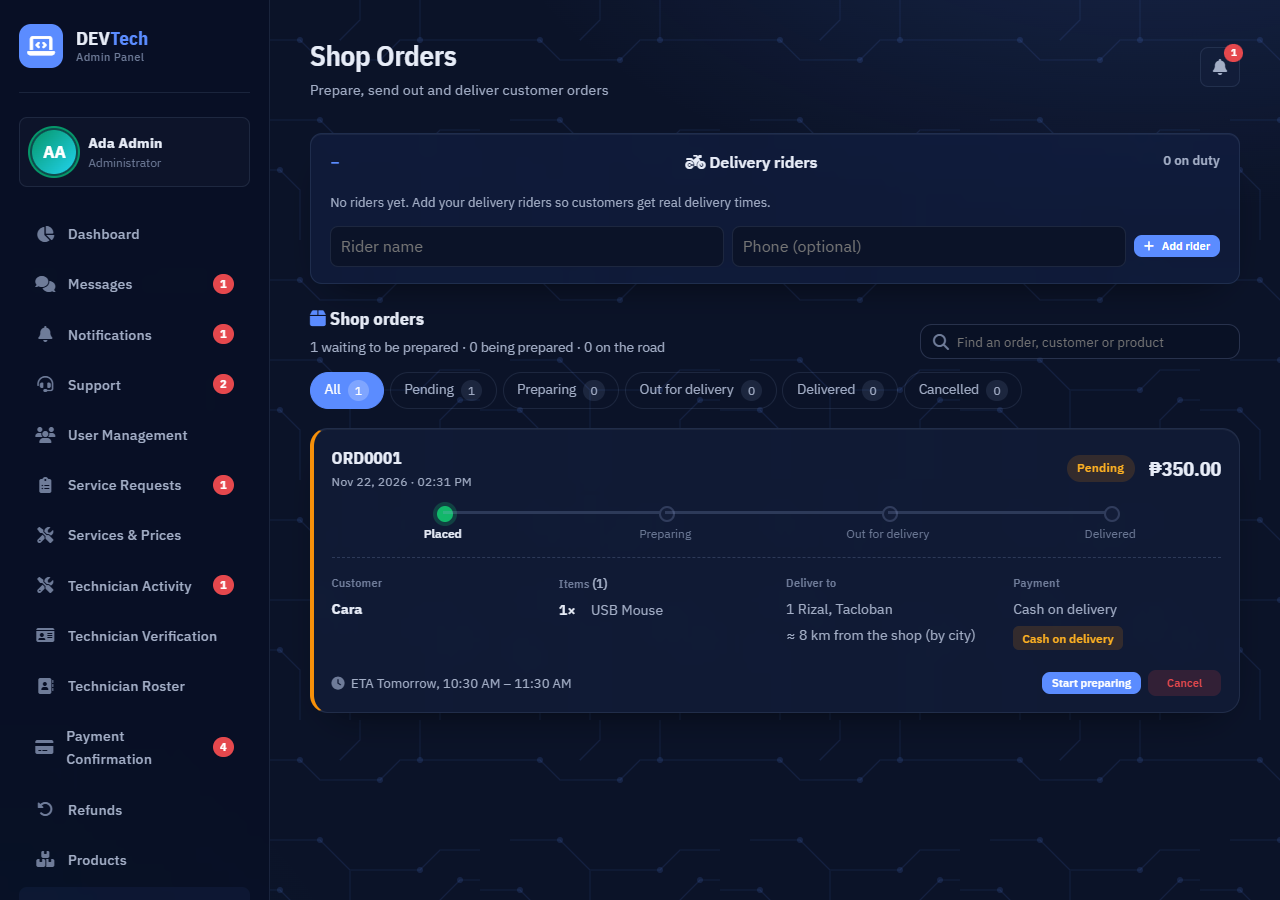 DEVTech
Admin Panel
AA
Ada Admin
Administrator
Dashboard
Messages 1
Notifications 1
Support 2
User Management
Service Requests 1
Services & Prices
Technician Activity 1
Technician Verification
Technician Roster
Payment Confirmation 4
Refunds
Products
Shop Orders
Prepare, send out and deliver customer orders
1
Delivery riders
0 on duty
No riders yet. Add your delivery riders so customers get real delivery times.
Rider name
Phone (optional)
+ Add rider
Shop orders
1 waiting to be prepared · 0 being prepared · 0 on the road
Find an order, customer or product
All 1
Pending 1
Preparing 0
Out for delivery 0
Delivered 0
Cancelled 0
ORD0001
Nov 22, 2026 · 02:31 PM
Pending
₱350.00
Placed
Preparing
Out for delivery
Delivered
Customer
Cara
Items (1)
1× USB Mouse
Deliver to
1 Rizal, Tacloban
≈ 8 km from the shop (by city)
Payment
Cash on delivery
Cash on delivery
ETA Tomorrow, 10:30 AM – 11:30 AM
Start preparing
Cancel